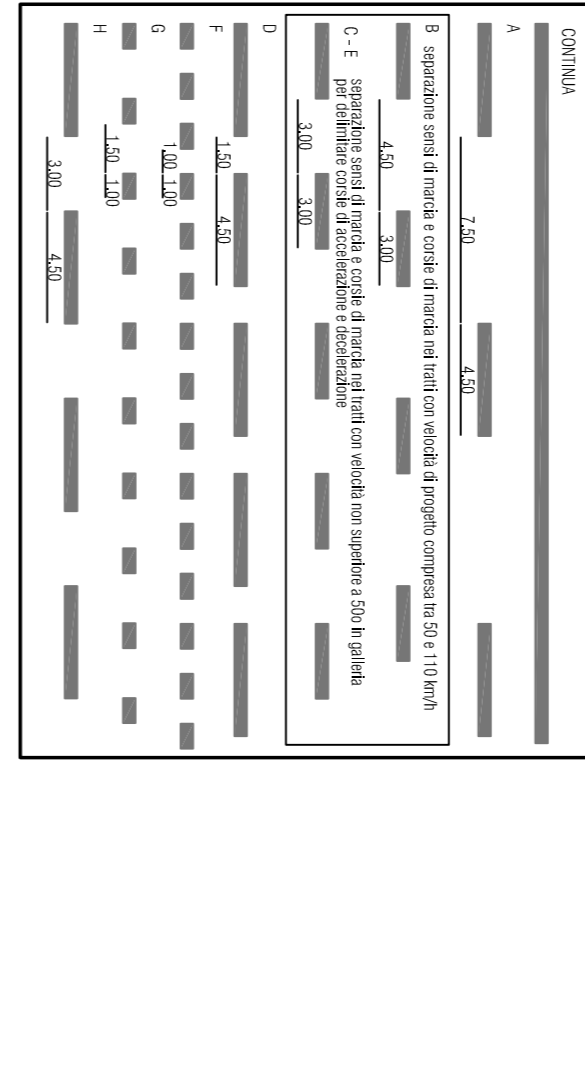 CONTINUA
A
7.50 4.50
B separazione sensi di marcia e corsie di marcia nei tratti con velocità di progetto compresa tra 50 e 110 km/h
4.50 3.00
C - E separazione sensi di marcia e corsie di marcia nei tratti con velocità non superiore a 50o in galleria
per delimitare corsie di accelerazione e decelerazione
3.00 3.00
D
1.50 4.50
F
1.00 1.00
G
1.50 1.00
H
3.00 4.50